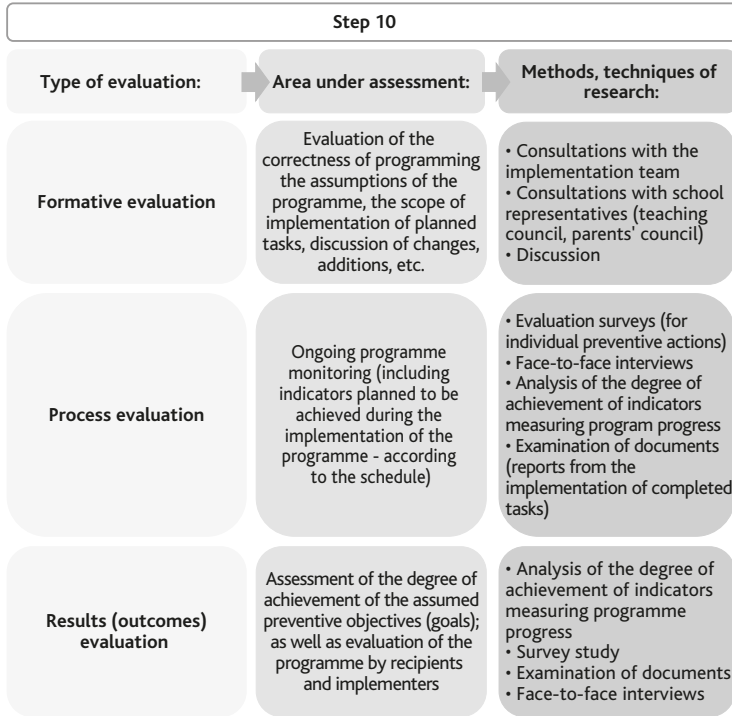 Step 10
Type of evaluation:
Area under assessment:
Methods, techniques of
research:
Formative evaluation
Evaluation of the
correctness of programming
the assumptions of the
programme, the scope of
implementation of planned
tasks, discussion of changes,
additions, etc.
• Consultations with the
implementation team
• Consultations with school
representatives (teaching
council, parents' council)
• Discussion
Process evaluation
Ongoing programme
monitoring (including
indicators planned to be
achieved during the
implementation of the
programme - according
to the schedule)
• Evaluation surveys (for
individual preventive actions)
• Face-to-face interviews
• Analysis of the degree of
achievement of indicators
measuring program progress
• Examination of documents
(reports from the
implementation of completed
tasks)
Results (outcomes)
evaluation
Assessment of the degree of
achievement of the assumed
preventive objectives (goals);
as well as evaluation of the
programme by recipients
and implementers
• Analysis of the degree of
achievement of indicators
measuring programme
progress
• Survey study
• Examination of documents
• Face-to-face interviews